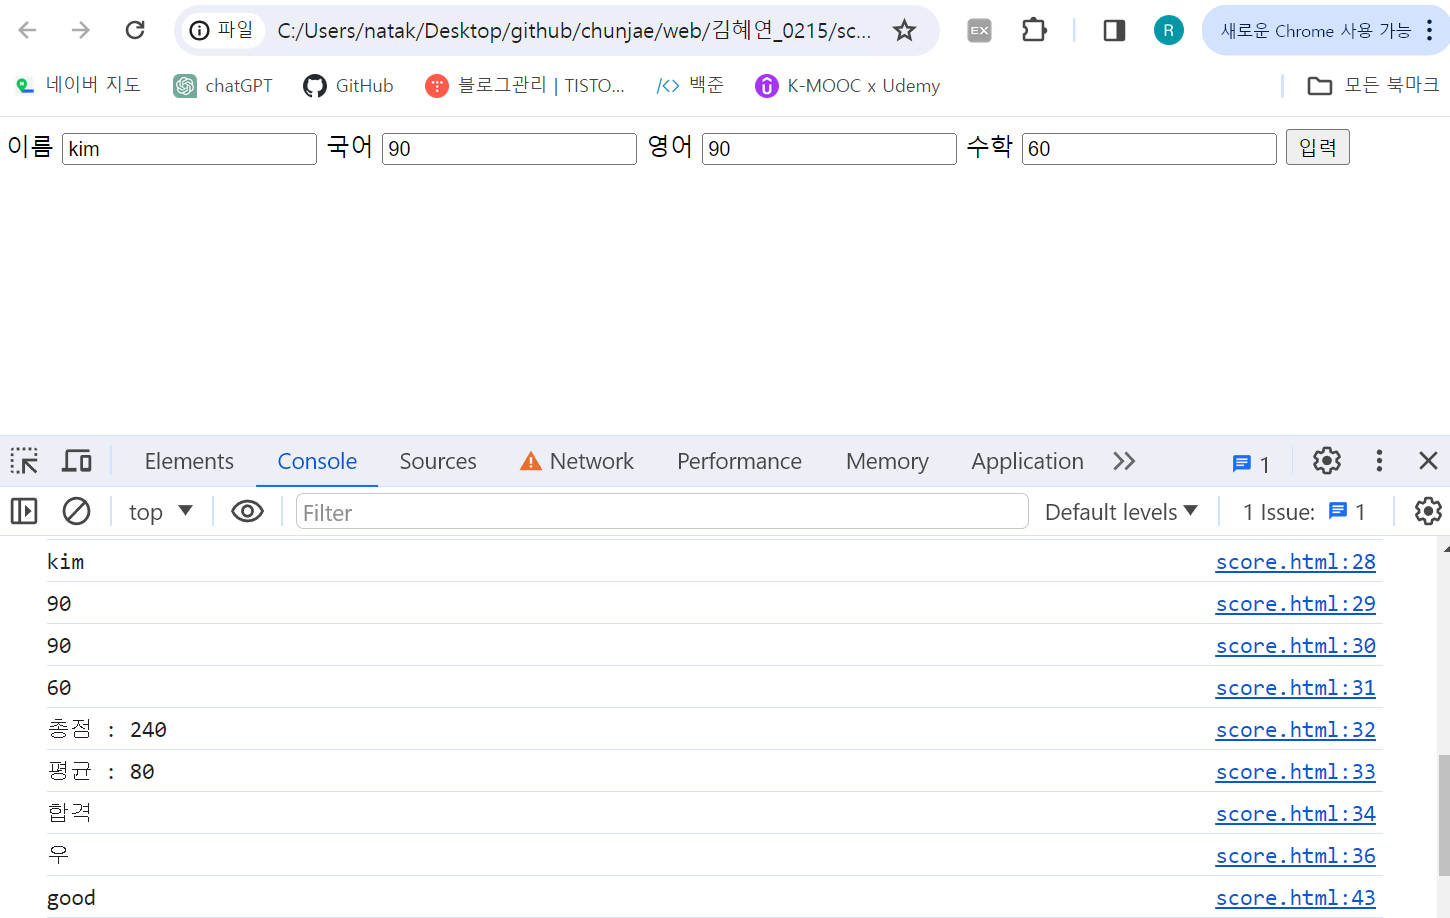 파일 C:/Users/natak/Desktop/github/chunjae/web/김혜연_0215/sc... EX R 새로운 Chrome 사용 가능
네이버 지도 chatGPT GitHub 블로그관리 | TISTO... 백준 K-MOOC x Udemy 모든 북마크
이름 kim 국어 90 영어 90 수학 60 입력
Elements Console Sources Network Performance Memory Application 1
top Filter Default levels 1 Issue: 1
kim score.html:28
90 score.html:29
90 score.html:30
60 score.html:31
총점 : 240 score.html:32
평균 : 80 score.html:33
합격 score.html:34
우 score.html:36
good score.html:43